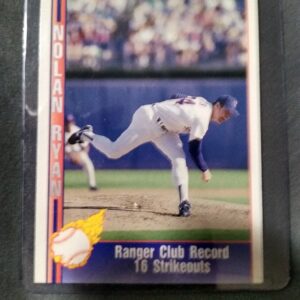 NOLAN RYAN
Ranger Club Record
16 Strikeouts